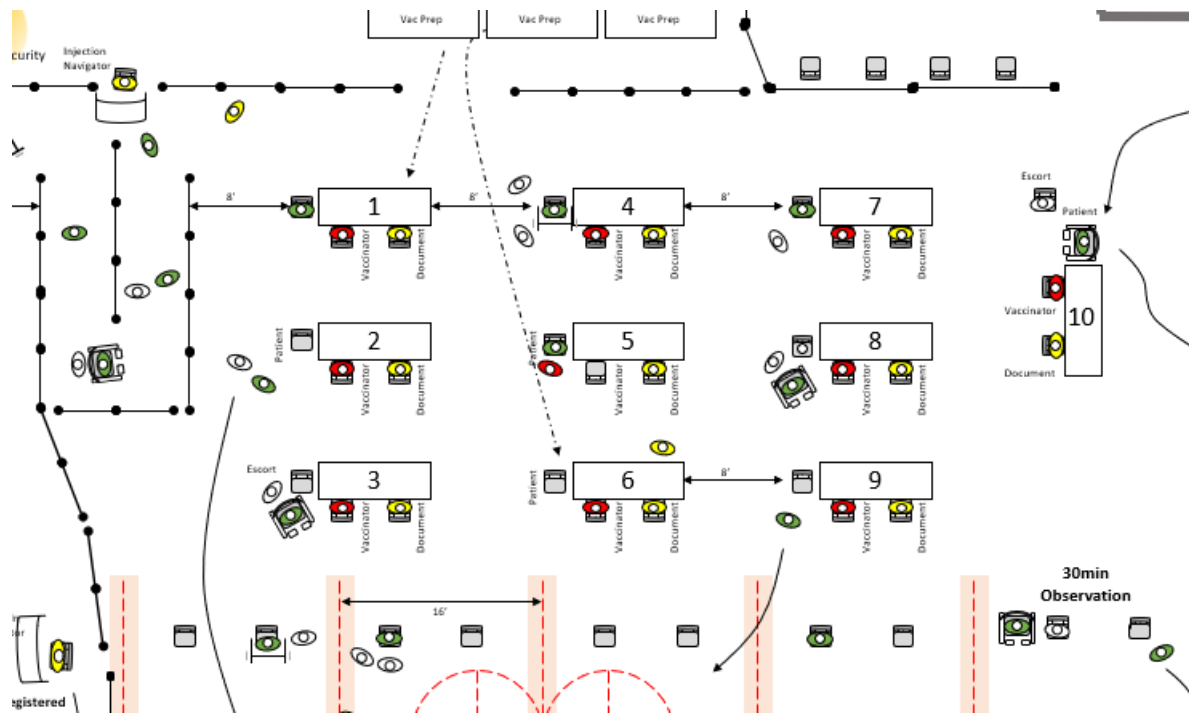 Vac Prep
Vac Prep
Vac Prep
curity
Injection
Navigator
8'
1
8'
4
8'
7
Vaccinator
Document
Vaccinator
Document
Vaccinator
Document
Escort
Patient
Vaccinator
10
Document
Patient
2
Patient
5
8
Vaccinator
Document
Vaccinator
Document
Vaccinator
Document
Escort
3
Patient
6
8'
9
Vaccinator
Document
Vaccinator
Document
Vaccinator
Document
16'
30min
Observation
egistered